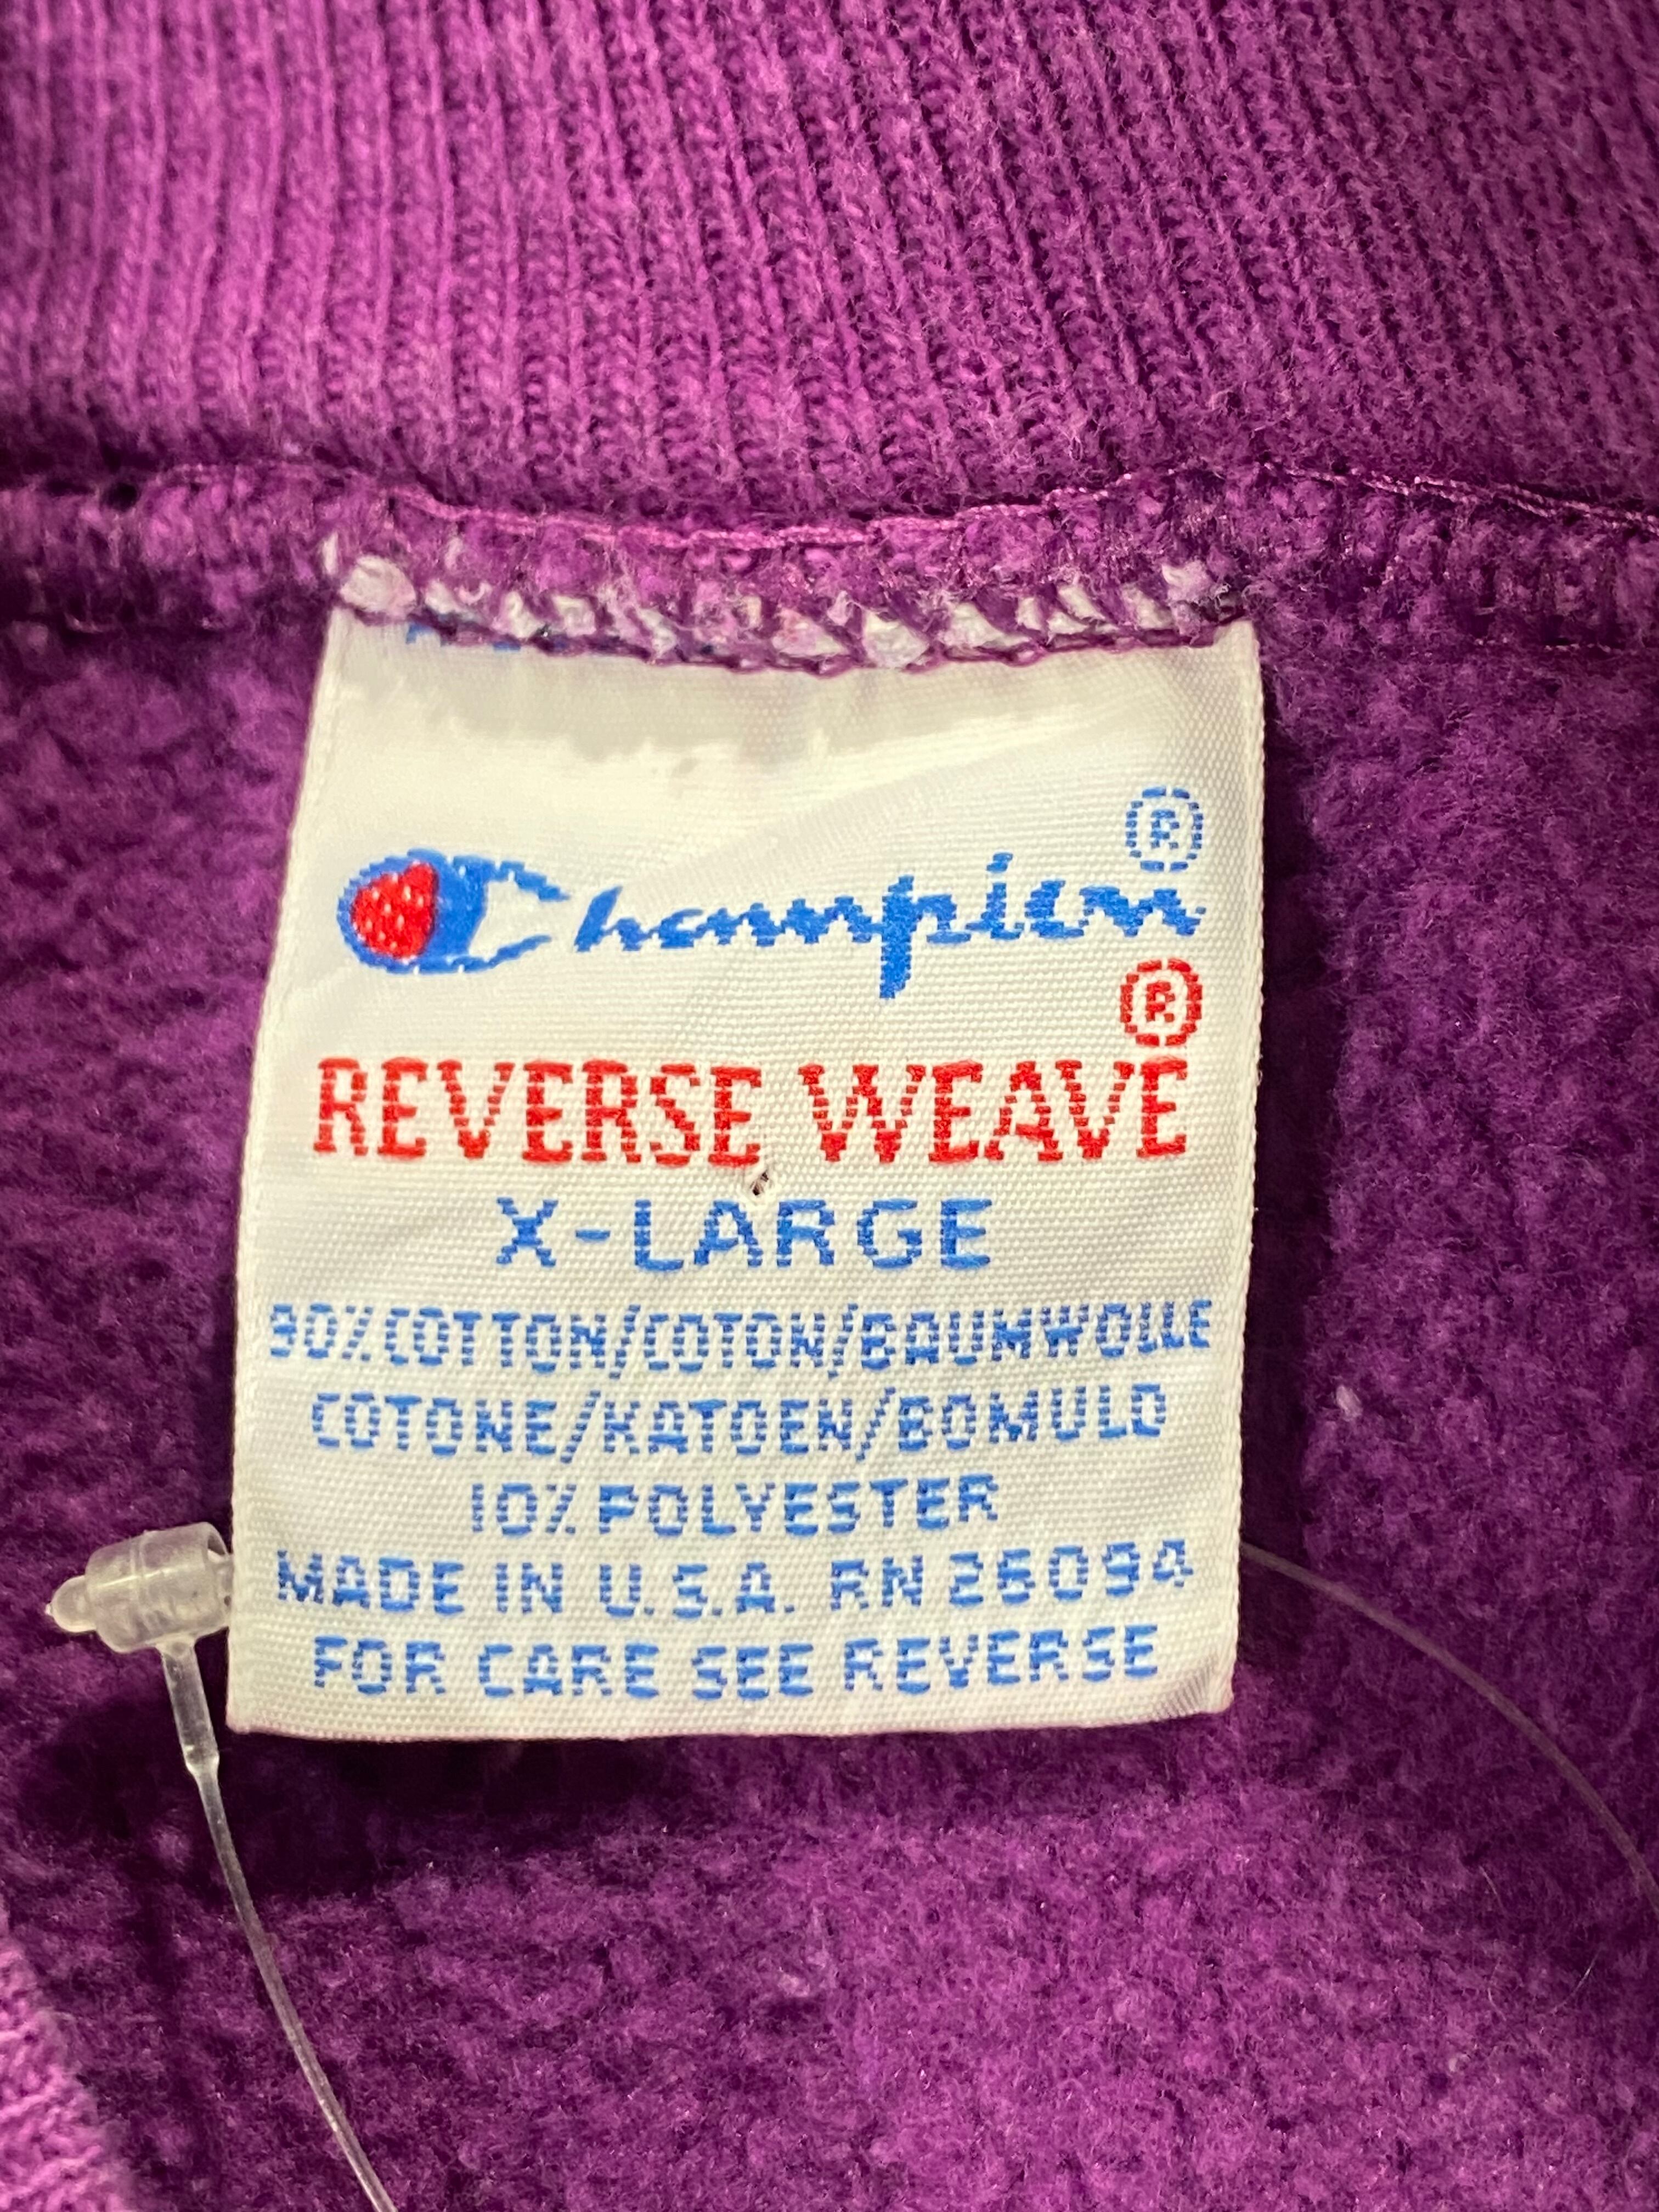 Champion®
®
REVERSE WEAVE
X-LARGE
90% COTTON/COTON/BAUMWOLLE
COTONE/KATOEN/BOMULD
10% POLYESTER
MADE IN U.S.A. RN 26094
FOR CARE SEE REVERSE